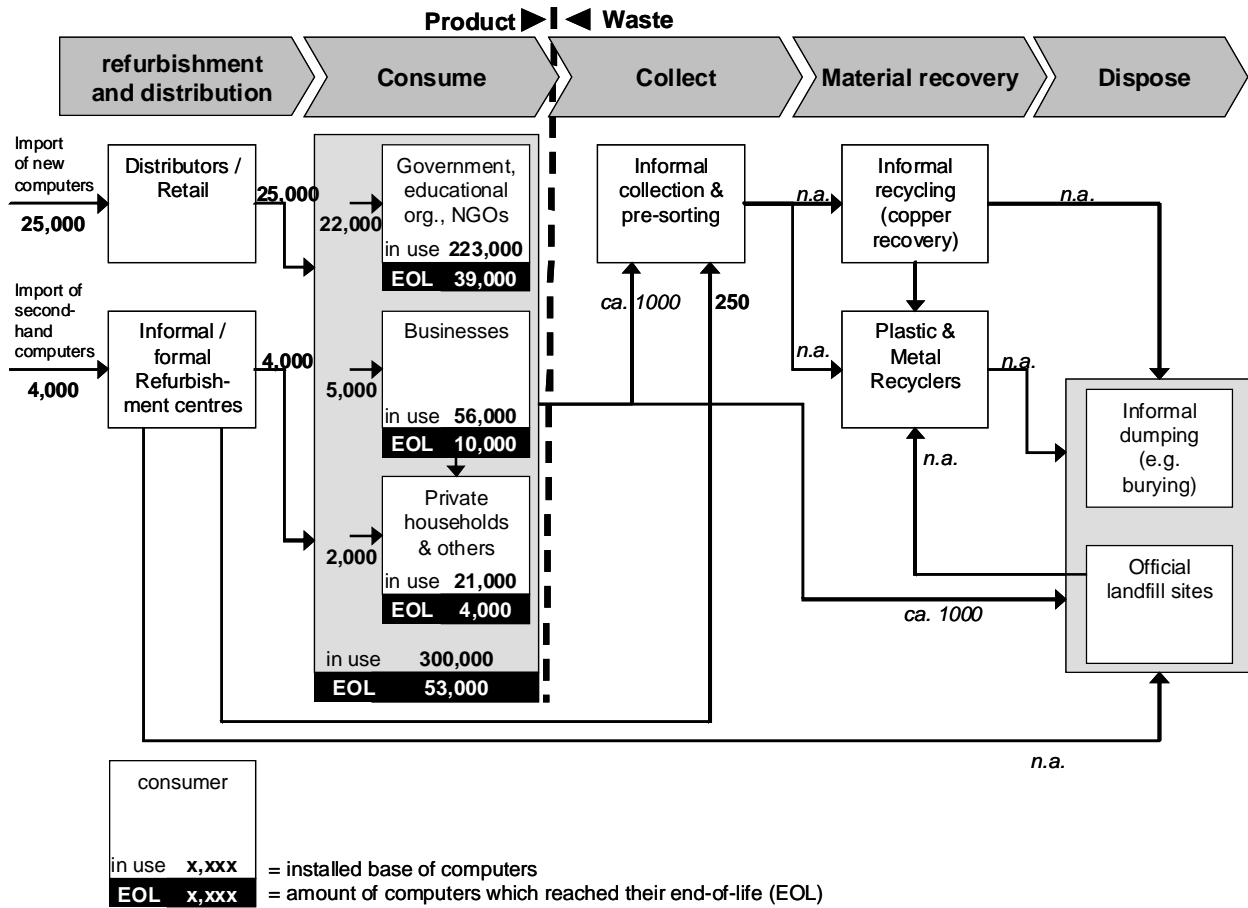 Product
Waste
refurbishment
and distribution
Consume
Collect
Material recovery
Dispose
Import
of new
computers
25,000
Distributors /
Retail
25,000
Import of
second-
hand
computers
4,000
Informal /
formal
Refurbish-
ment centres
4,000
22,000
Government,
educational
org., NGOs
in use 223,000
EOL 39,000
5,000
Businesses
in use 56,000
EOL 10,000
2,000
Private
households
& others
in use 21,000
EOL 4,000
in use 300,000
EOL 53,000
Informal
collection &
pre-sorting
ca. 1000
250
n.a.
n.a.
Informal
recycling
(copper
recovery)
n.a.
Plastic &
Metal
Recyclers
n.a.
n.a.
Informal
dumping
(e.g.
burying)
Official
landfill sites
ca. 1000
n.a.
consumer
in use x,xxx
EOL x,xxx
= installed base of computers
= amount of computers which reached their end-of-life (EOL)